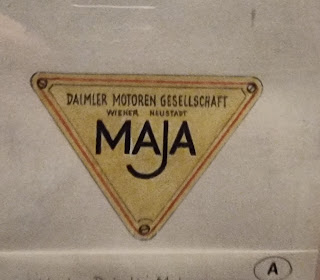 DAIMLER MOTOREN GESELLSCHAFT
WIENER NEUSTADT
MAJA
A